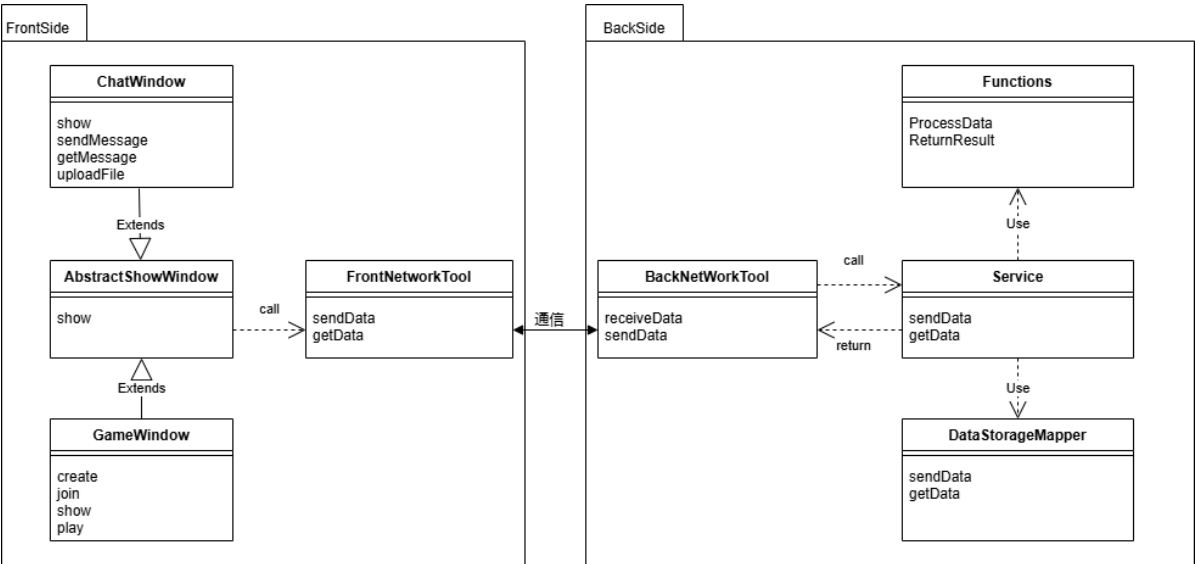 FrontSide
ChatWindow
show
sendMessage
getMessage
uploadFile
Extends
AbstractShowWindow
show
Extends
GameWindow
create
join
show
play
call
FrontNetworkTool
sendData
getData
通信
BackSide
BackNetWorkTool
receiveData
sendData
call
return
Functions
ProcessData
ReturnResult
Use
Service
sendData
getData
Use
DataStorageMapper
sendData
getData